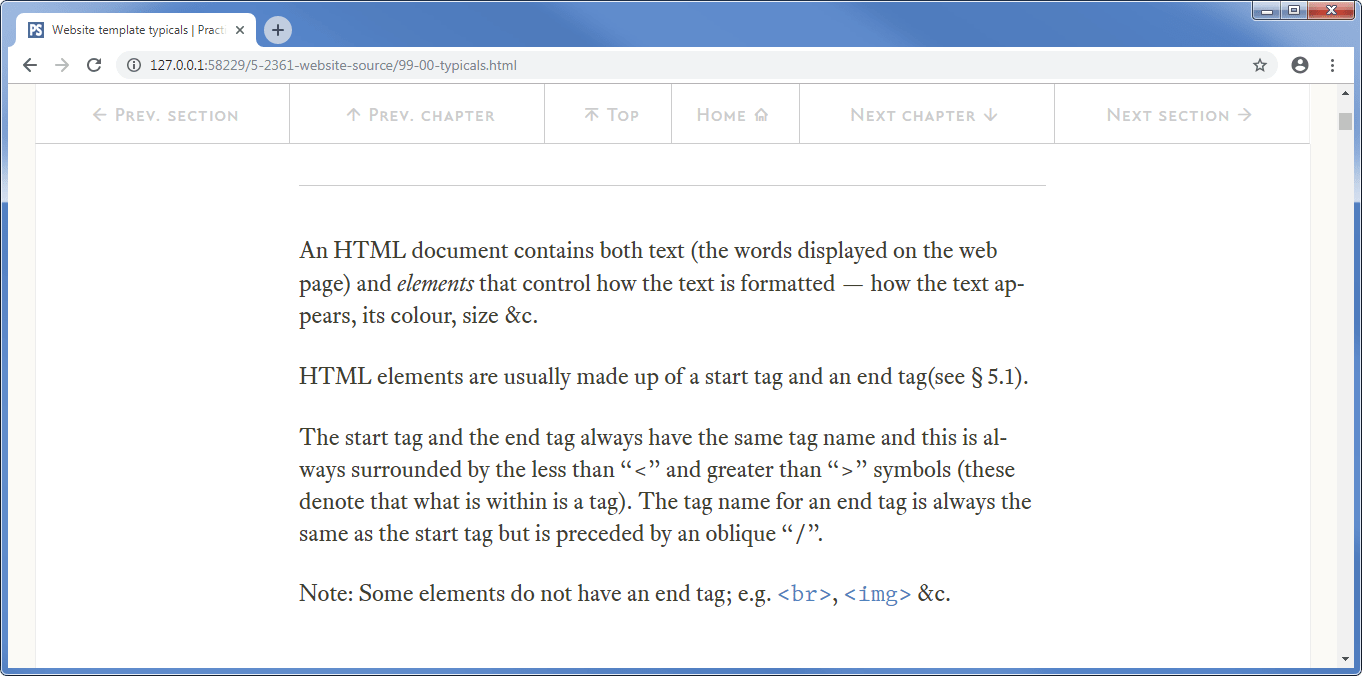 PS Website template typicals | Practi
127.0.0.1:58229/5-2361-website-source/99-00-typicals.html
← Prev. section ↑ Prev. chapter Top Home Next chapter ↓ Next section →
An HTML document contains both text (the words displayed on the web
page) and elements that control how the text is formatted — how the text ap-
pears, its colour, size &c.
HTML elements are usually made up of a start tag and an end tag(see § 5.1).
The start tag and the end tag always have the same tag name and this is al-
ways surrounded by the less than “<” and greater than “>” symbols (these
denote that what is within is a tag). The tag name for an end tag is always the
same as the start tag but is preceded by an oblique “/”.
Note: Some elements do not have an end tag; e.g. <br>, <img> &c.